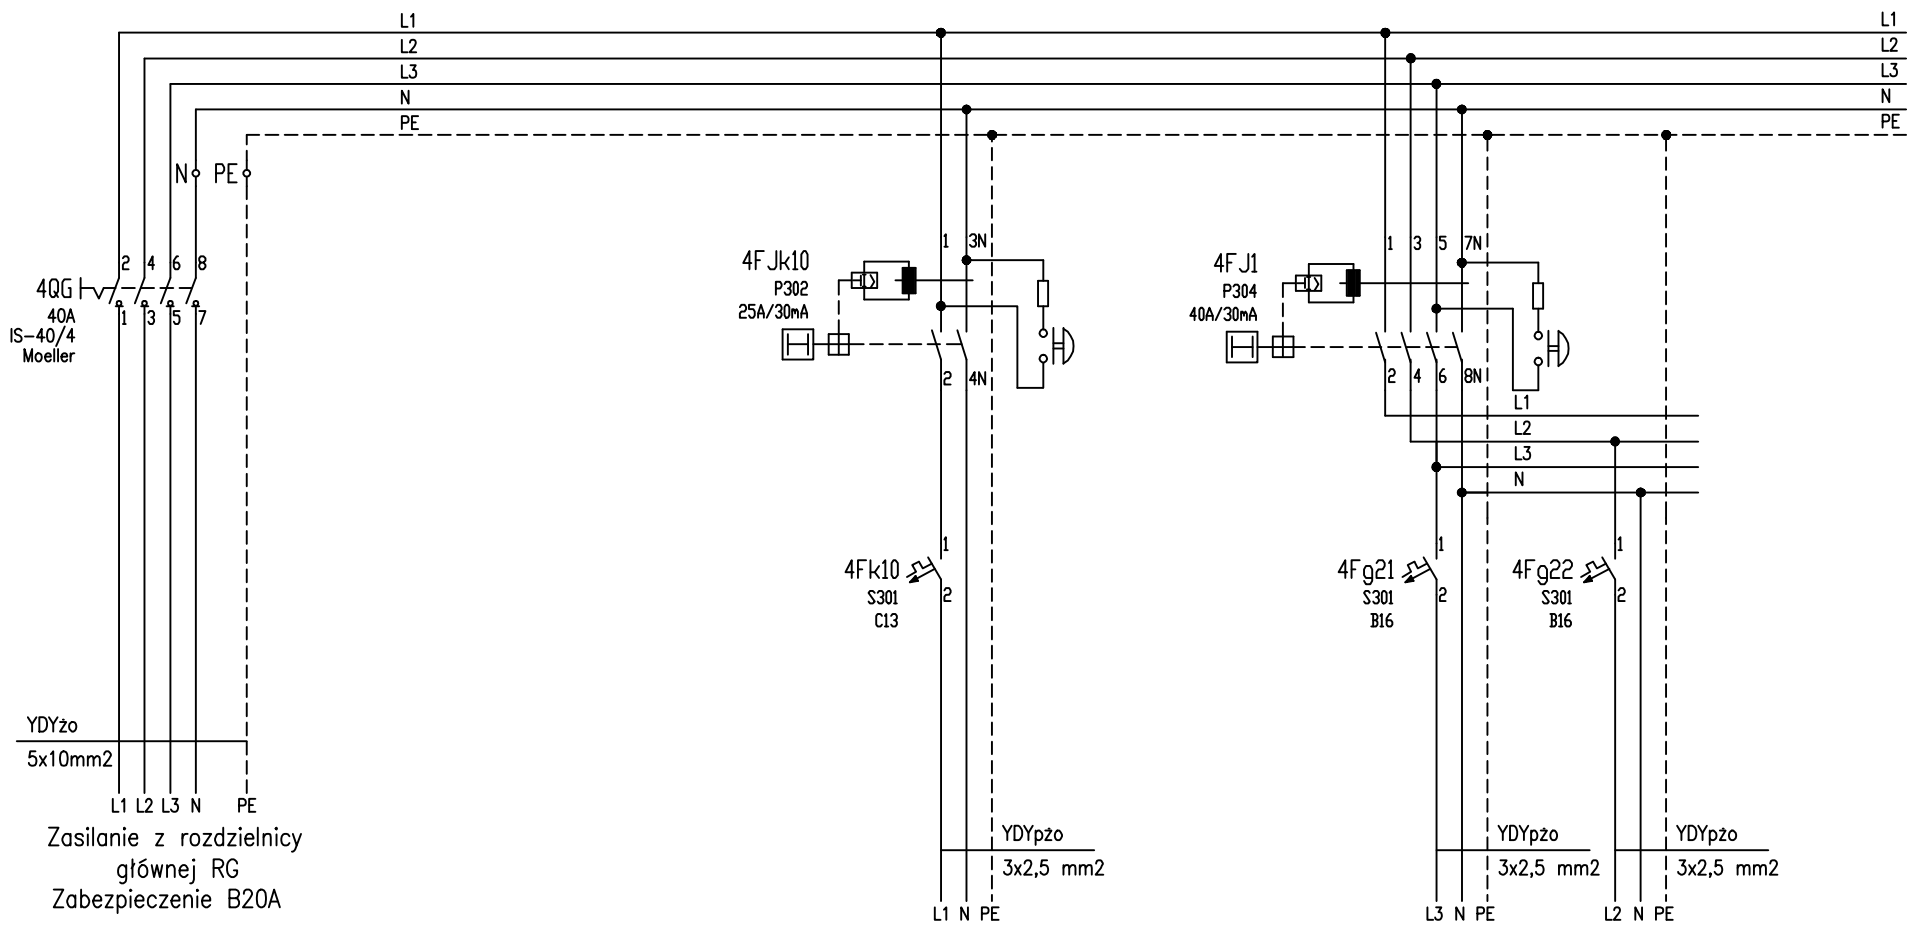 L1
L1
L2
L2
L3
L3
N
N
PE
PE
N
PE
2
4
6
8
4QG
40A
IS-40/4
Moeller
1
3
5
7
1
3N
4FJk10
P302
25A/30mA
2
4N
1
3
5
7N
4FJ1
P304
40A/30mA
2
4
6
8N
L1
L2
L3
N
1
4Fk10
S301
C13
2
1
4Fg21
S301
B16
2
1
4Fg22
S301
B16
2
YDYżo
5x10mm2
L1 L2 L3 N PE
Zasilanie z rozdzielnicy
głównej RG
Zabezpieczenie B20A
YDYpżo
3x2,5 mm2
L1 N PE
YDYpżo
3x2,5 mm2
L3 N PE
YDYpżo
3x2,5 mm2
L2 N PE